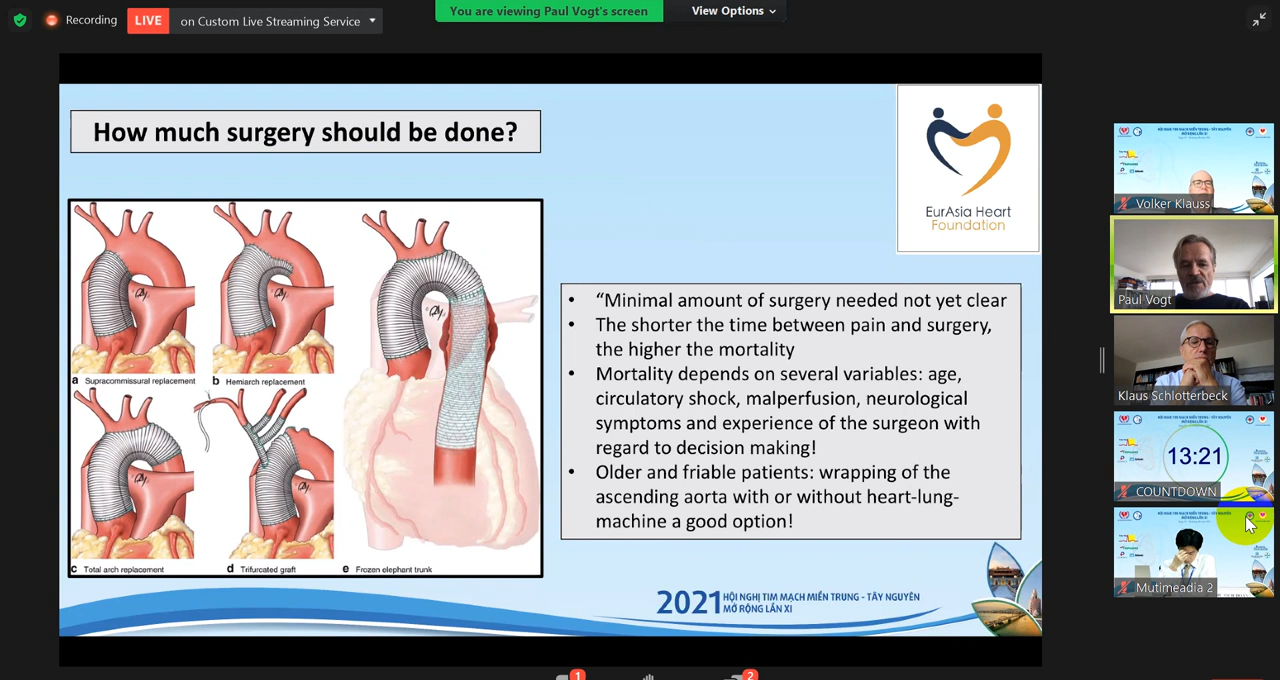 Recording
LIVE
on Custom Live Streaming Service
You are viewing Paul Vogt's screen
View Options
How much surgery should be done?
EurAsia Heart
Foundation
a Supracommissural replacement
b Hemiarch replacement
c Total arch replacement
d Trifurcated graft
e Frozen elephant trunk
• “Minimal amount of surgery needed not yet clear
• The shorter the time between pain and surgery,
the higher the mortality
• Mortality depends on several variables: age,
circulatory shock, malperfusion, neurological
symptoms and experience of the surgeon with
regard to decision making!
• Older and friable patients: wrapping of the
ascending aorta with or without heart-lung-
machine a good option!
2021 HỘI NGHỊ TIM MẠCH MIỀN TRUNG - TÂY NGUYÊN
MỞ RỘNG LẦN XI
Volker Klauss
Paul Vogt
Klaus Schlotterbeck
13:21
COUNTDOWN
Mutimeadia 2
1
2